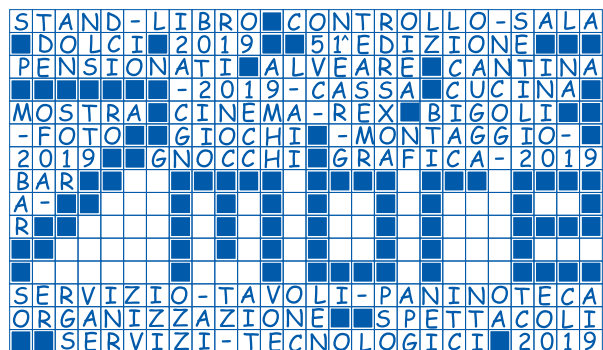 STAND-LIBRO CONTROLLO-SALA
DOLCI 2019 51^EDIZIONE
PENSIONATI ALVEARE CANTINA
-2019-CASSA CUCINA
MOSTRA CINEMA-REX BIGOLI
-FOTO GIOCHI -MONTAGGIO-
2019 GNOCCHI GRAFICA-2019
BAR
A-
R
more
SERVIZIO-TAVOLI-PANINOTECA
ORGANIZZAZIONE SPETTACOLI
SERVIZI-TECNOLOGICI 2019